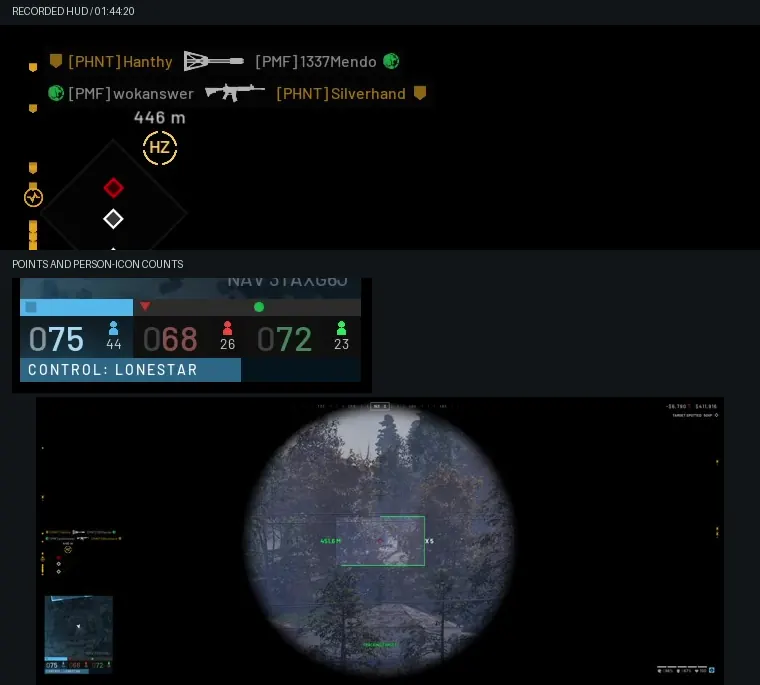 RECORDED HUD / 01:44:20
[PHNT] Hanthy [PMF] 1337Mendo
[PMF] wokanswer [PHNT] Silverhand
446 m
HZ
POINTS AND PERSON-ICON COUNTS
075 44 068 26 072 23
CONTROL: LONESTAR
X 5